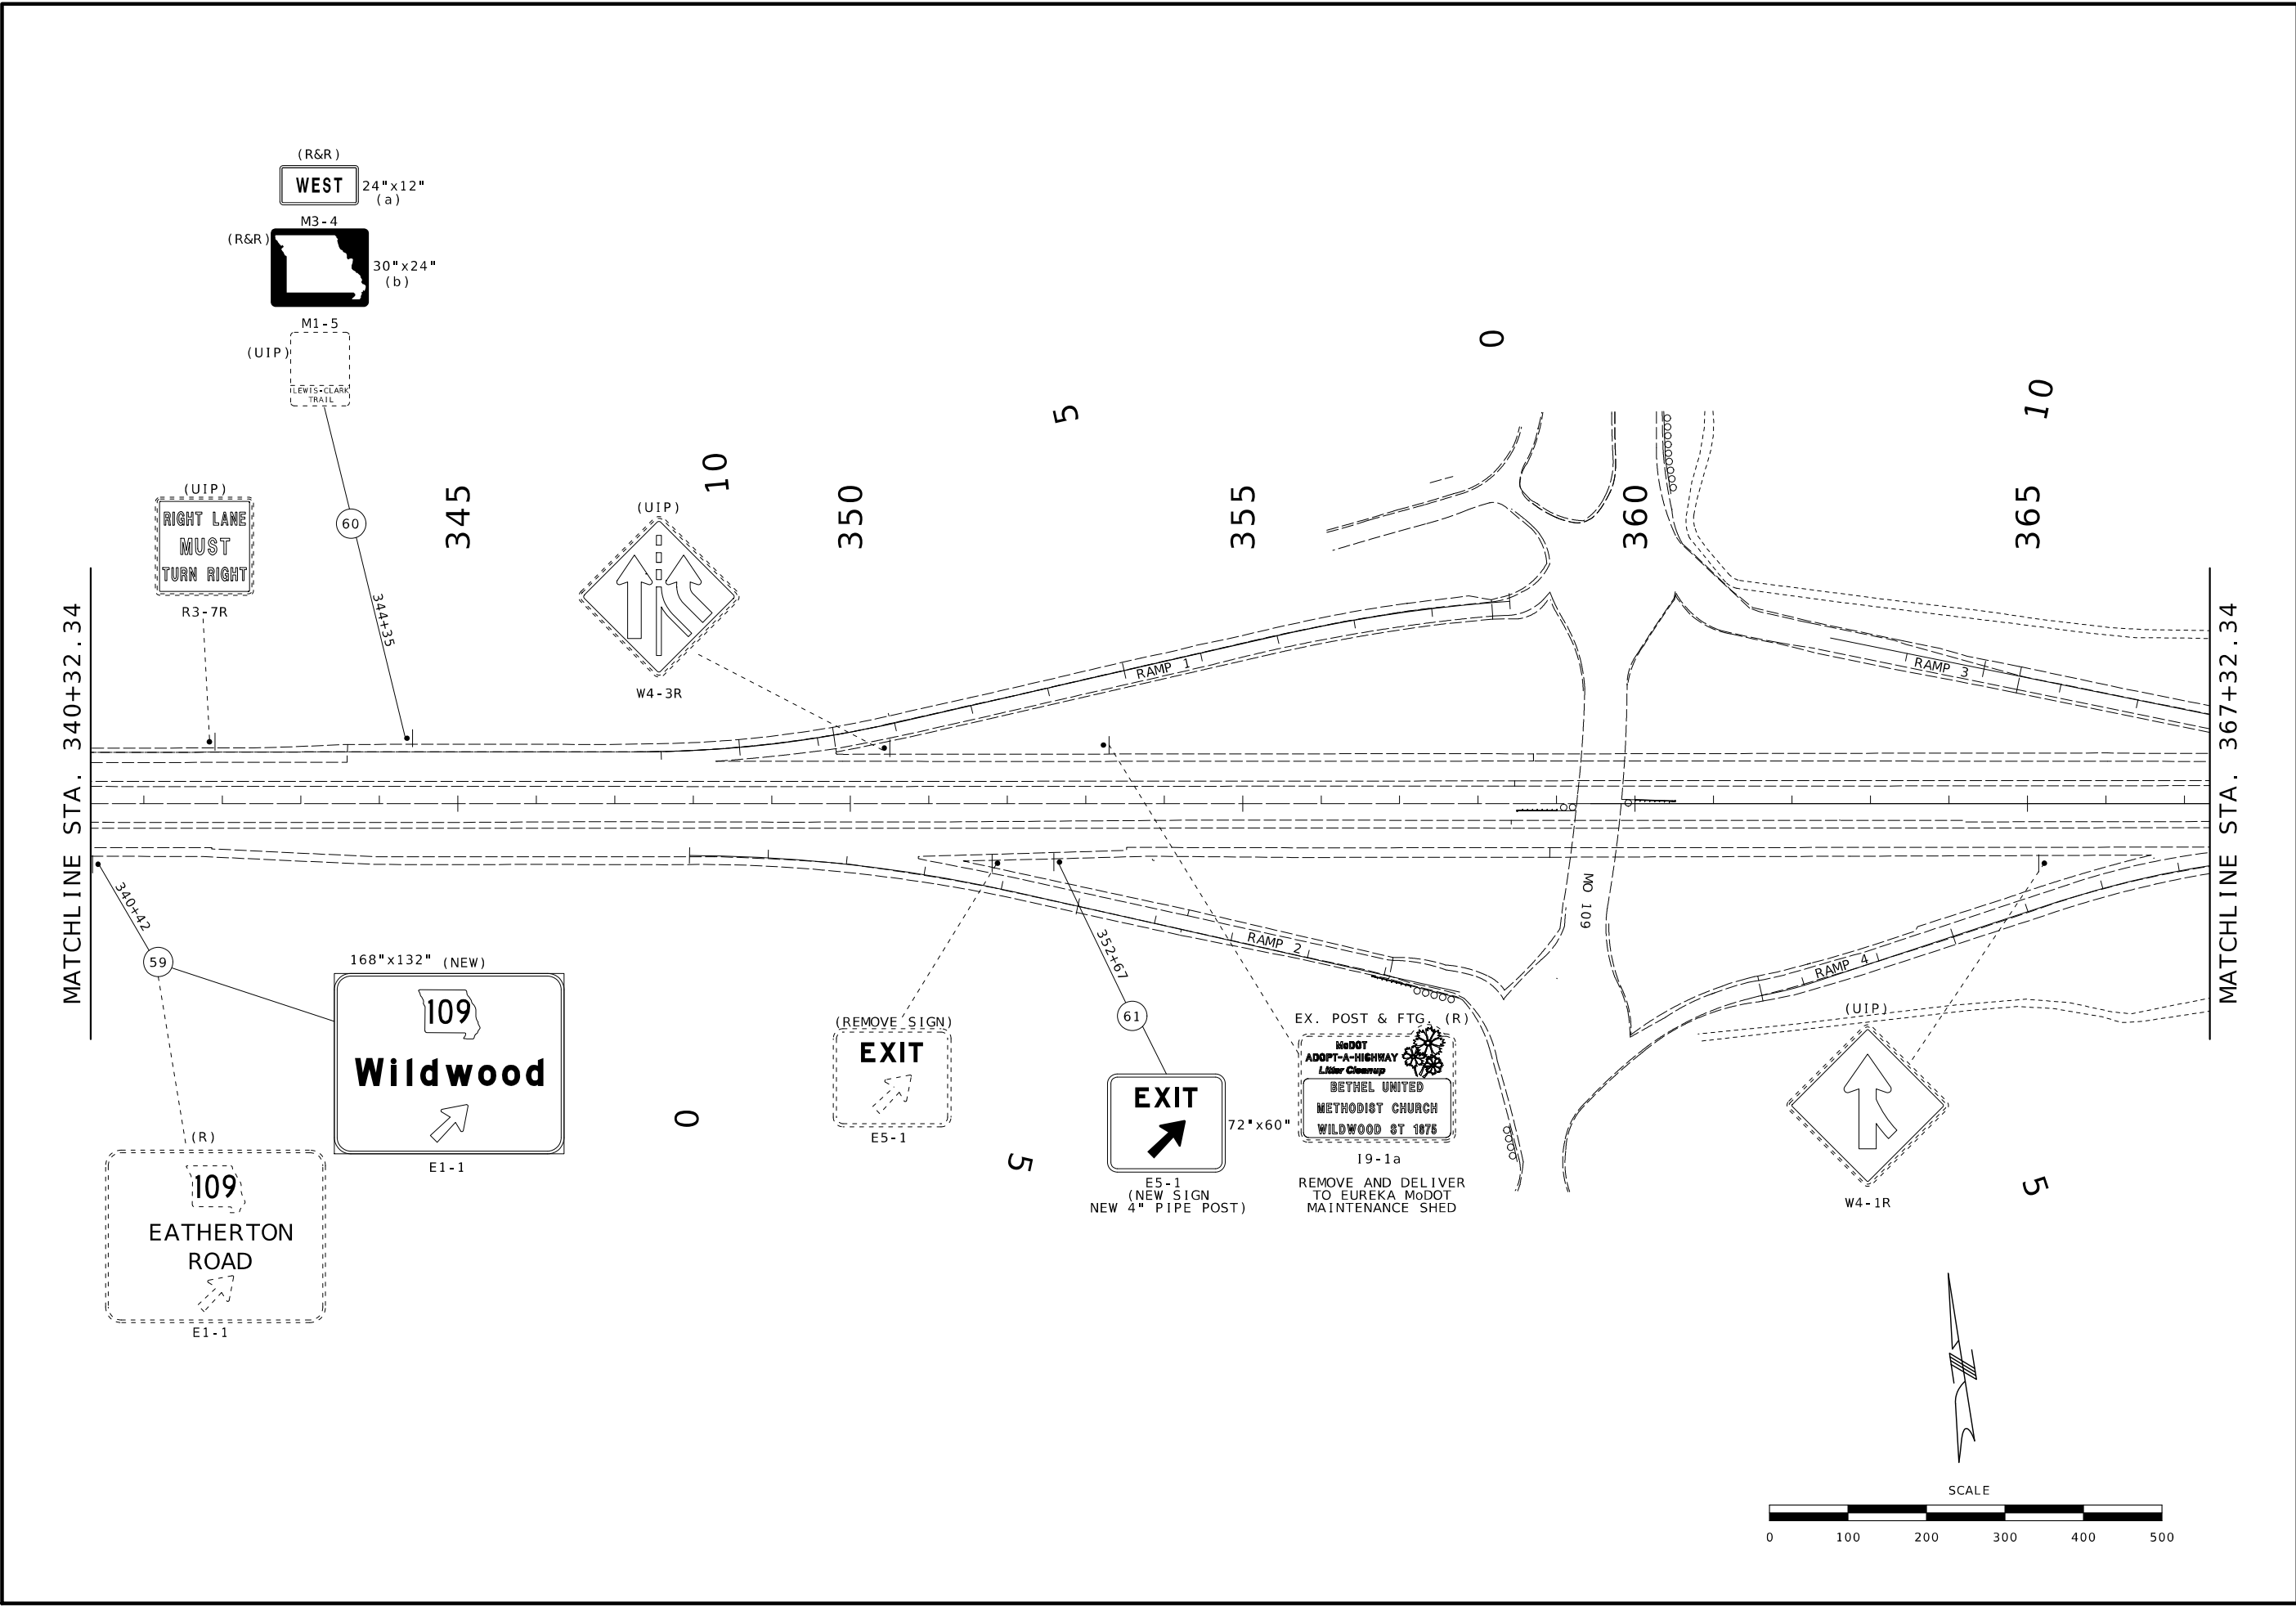 (R&R)
WEST
24"x12"
(a)
M3-4
(R&R)
30"x24"
(b)
M1-5
(UIP)
LEWIS-CLARK
TRAIL
0
10
5
10
345
350
355
360
365
(UIP)
RIGHT LANE
MUST
TURN RIGHT
R3-7R
60
344+35
(UIP)
W4-3R
MATCHLINE STA. 340+32.34
MATCHLINE STA. 367+32.34
RAMP 1
RAMP 3
MO 109
340+42
59
168"x132" (NEW)
109
Wildwood
E1-1
(R)
109
EATHERTON
ROAD
E1-1
0
(REMOVE SIGN)
EXIT
E5-1
5
RAMP 2
352+67
61
EXIT
72"x60"
E5-1
(NEW SIGN
NEW 4" PIPE POST)
EX. POST & FTG. (R)
MoDOT
ADOPT-A-HIGHWAY
Litter Cleanup
BETHEL UNITED
METHODIST CHURCH
WILDWOOD ST 1875
I9-1a
REMOVE AND DELIVER
TO EUREKA MoDOT
MAINTENANCE SHED
RAMP 4
(UIP)
W4-1R
5
SCALE
0 100 200 300 400 500